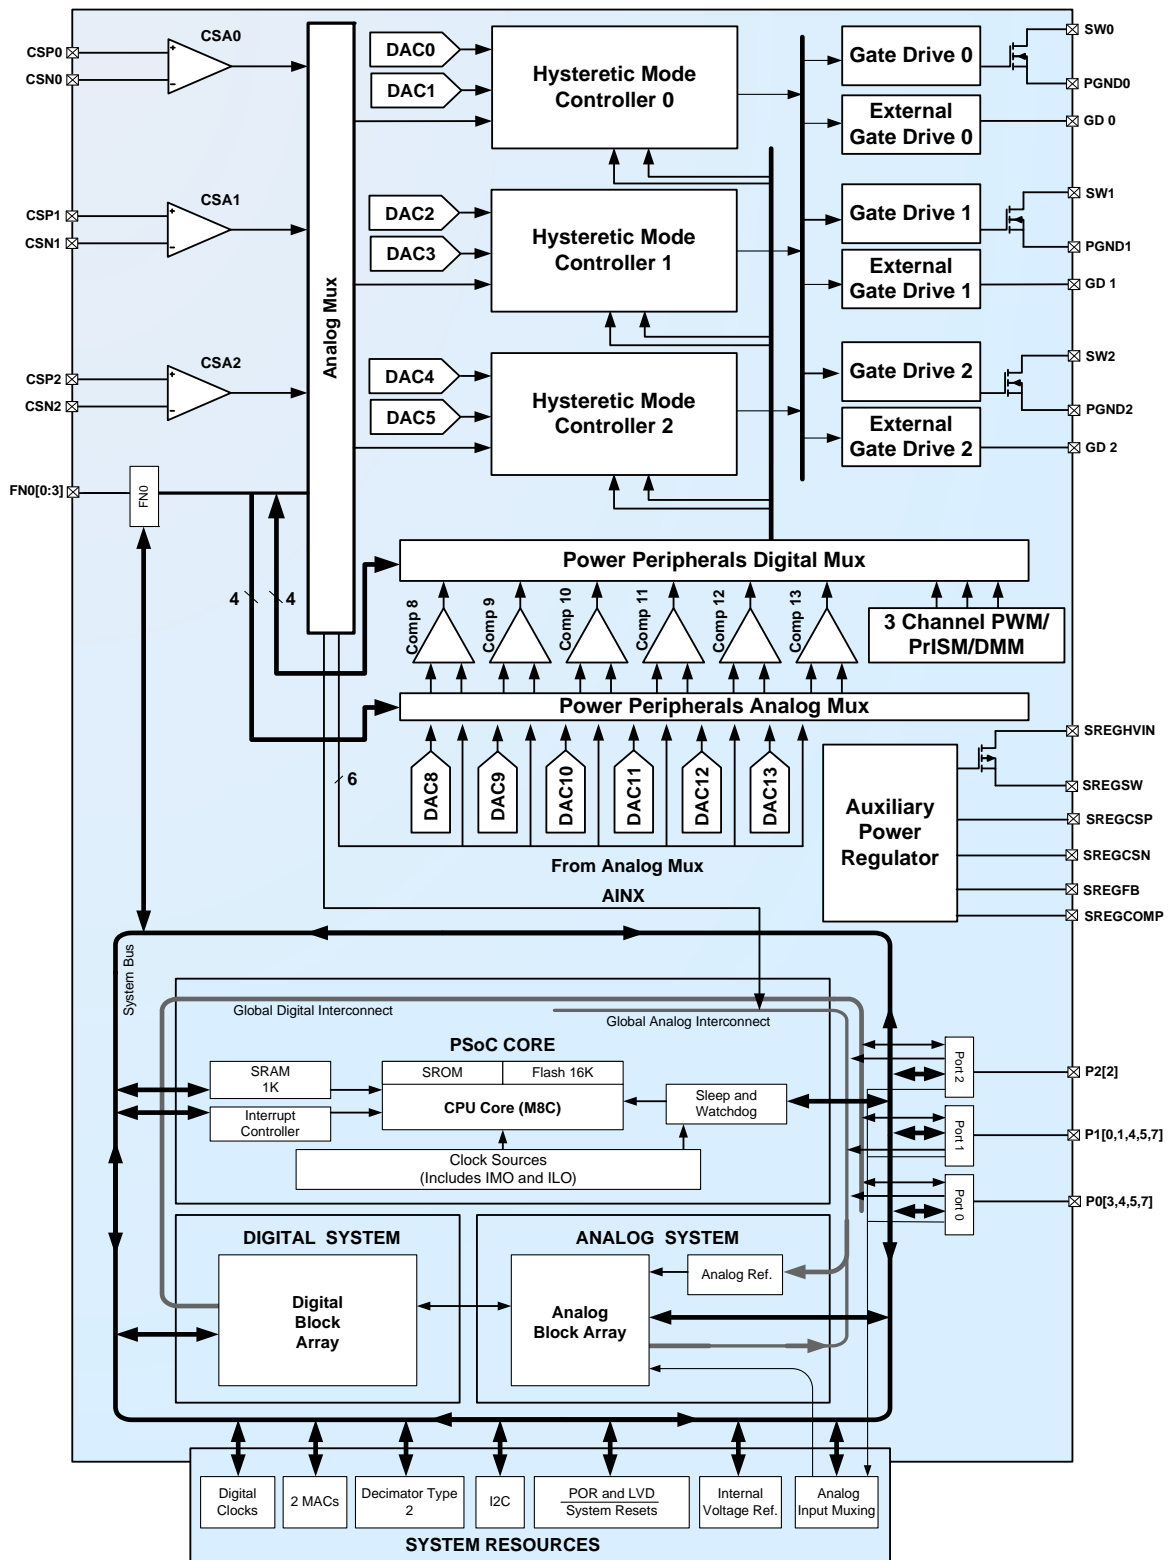 CSP0
CSN0
CSA0
CSP1
CSN1
CSA1
CSP2
CSN2
CSA2
FN0[0:3]
FN0
Analog Mux
DAC0
DAC1
Hysteretic Mode
Controller 0
DAC2
DAC3
Hysteretic Mode
Controller 1
DAC4
DAC5
Hysteretic Mode
Controller 2
Gate Drive 0
External
Gate Drive 0
Gate Drive 1
External
Gate Drive 1
Gate Drive 2
External
Gate Drive 2
SW0
PGND0
GD 0
SW1
PGND1
GD 1
SW2
PGND2
GD 2
4
4
Power Peripherals Digital Mux
Comp 8
Comp 9
Comp 10
Comp 11
Comp 12
Comp 13
3 Channel PWM/
PrISM/DMM
Power Peripherals Analog Mux
6
DAC8
DAC9
DAC10
DAC11
DAC12
DAC13
From Analog Mux
AINX
Auxiliary
Power
Regulator
SREGHVIN
SREGSW
SREGCSP
SREGCSN
SREGFB
SREGCOMP
System Bus
Global Digital Interconnect
Global Analog Interconnect
PSoC CORE
SRAM
1K
Interrupt
Controller
SROM
Flash 16K
CPU Core (M8C)
Sleep and
Watchdog
Clock Sources
(Includes IMO and ILO)
Port 2
Port 1
Port 0
P2[2]
P1[0,1,4,5,7]
P0[3,4,5,7]
DIGITAL SYSTEM
Digital
Block
Array
ANALOG SYSTEM
Analog
Block Array
Analog Ref.
Digital
Clocks
2 MACs
Decimator Type
2
I2C
POR and LVD
System Resets
Internal
Voltage Ref.
Analog
Input Muxing
SYSTEM RESOURCES